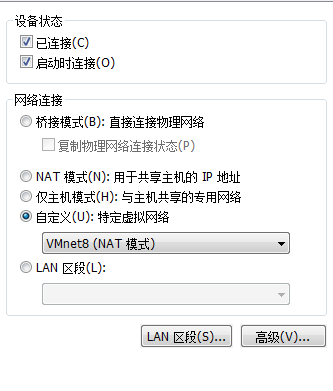 设备状态
已连接(C)
启动时连接(O)
网络连接
桥接模式(B): 直接连接物理网络
复制物理网络连接状态(P)
NAT 模式(N): 用于共享主机的 IP 地址
仅主机模式(H): 与主机共享的专用网络
自定义(U): 特定虚拟网络
VMnet8 (NAT 模式)
LAN 区段(L):
LAN 区段(S)... 高级(V)...